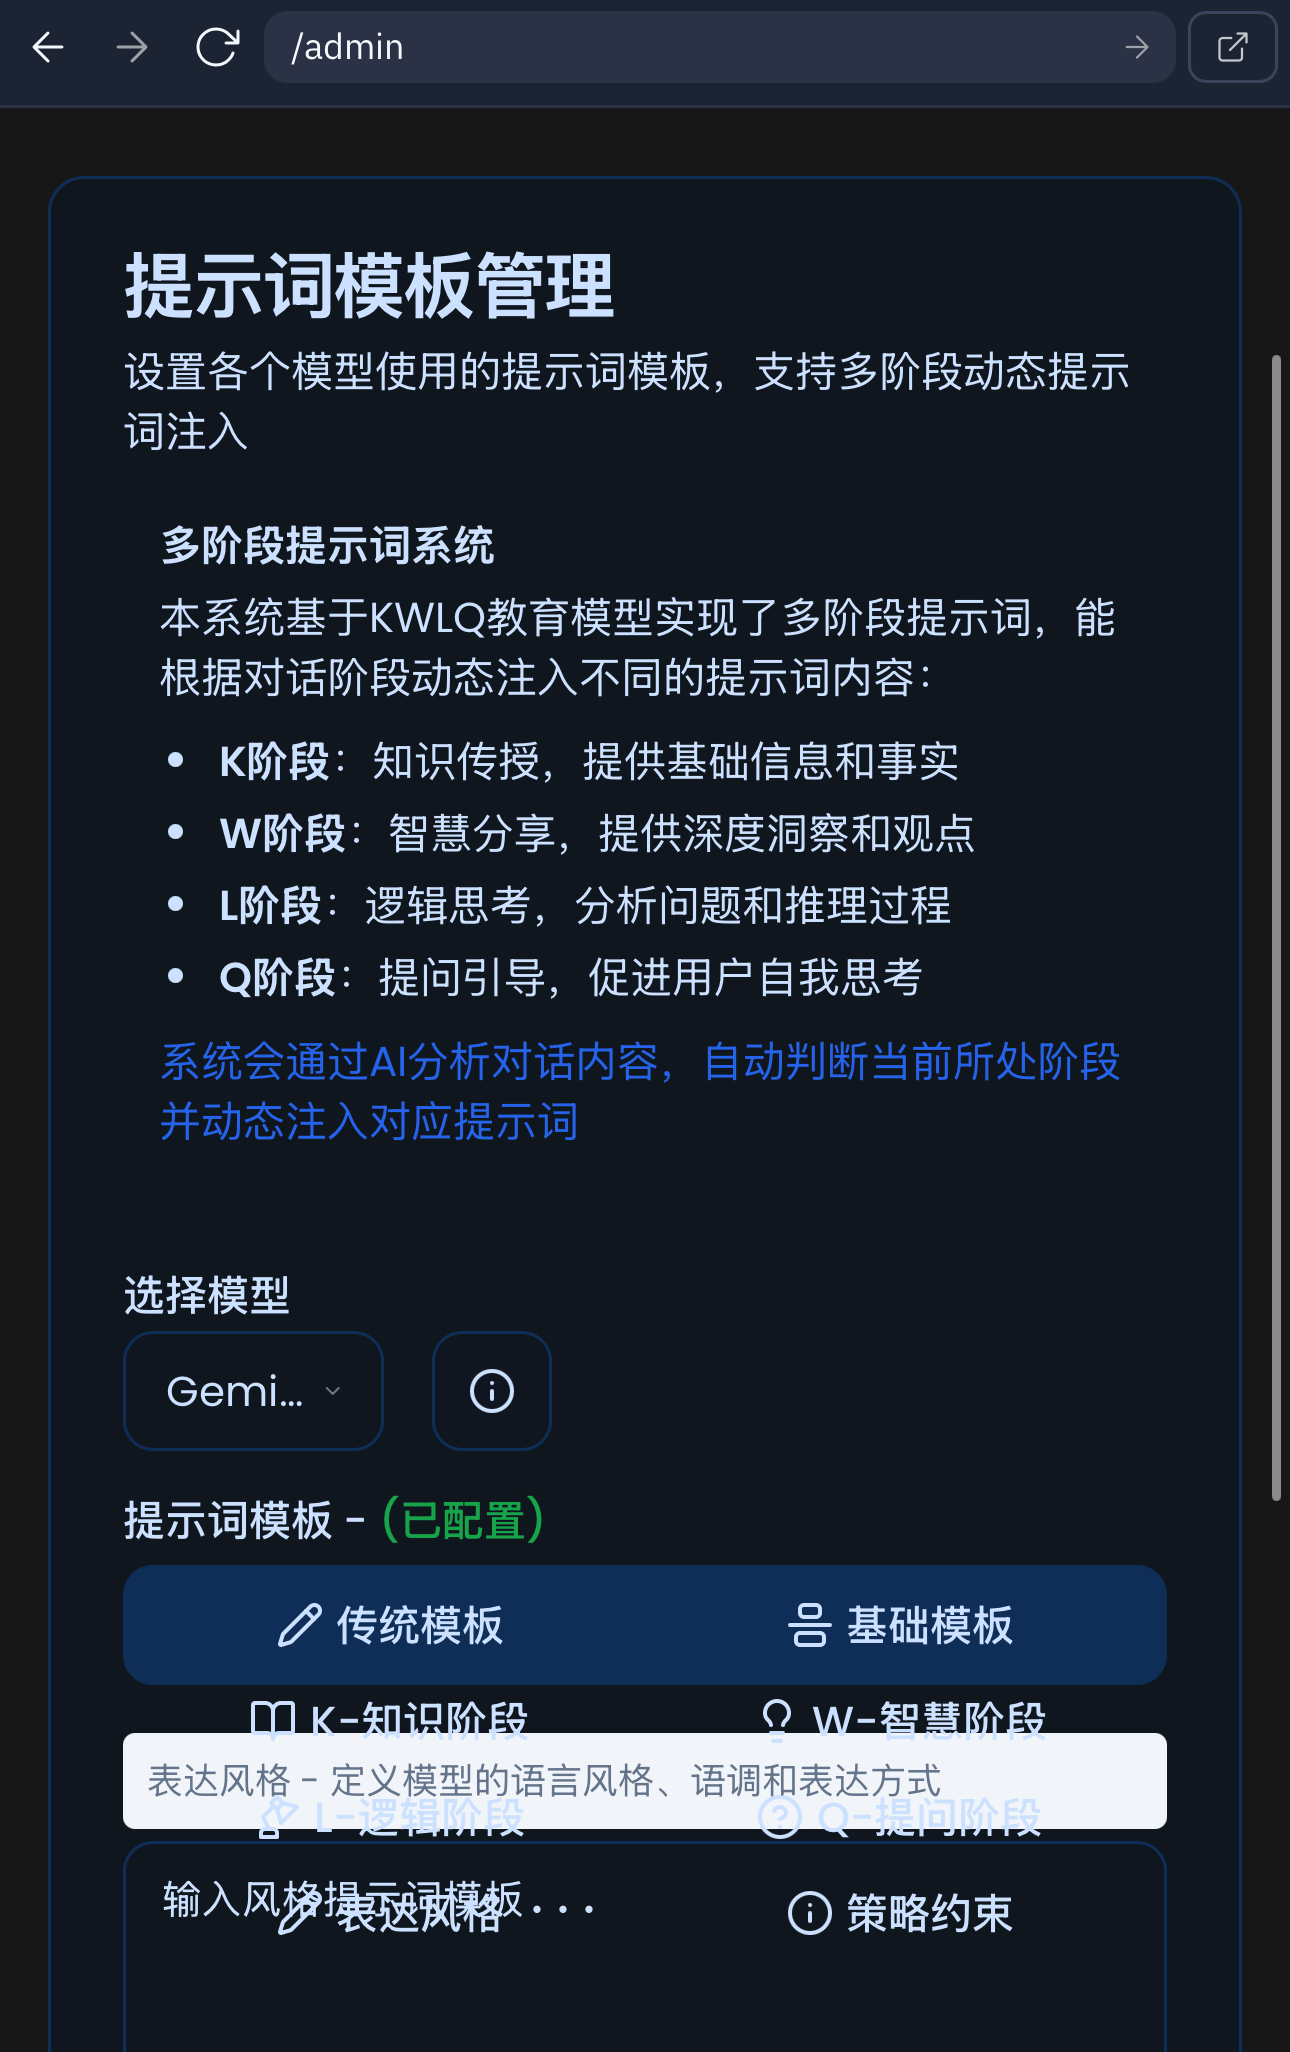 /admin
提示词模板管理
设置各个模型使用的提示词模板，支持多阶段动态提示
词注入
多阶段提示词系统
本系统基于KWLQ教育模型实现了多阶段提示词，能
根据对话阶段动态注入不同的提示词内容：
K阶段：知识传授，提供基础信息和事实
W阶段：智慧分享，提供深度洞察和观点
L阶段：逻辑思考，分析问题和推理过程
Q阶段：提问引导，促进用户自我思考
系统会通过AI分析对话内容，自动判断当前所处阶段
并动态注入对应提示词
选择模型
Gemi...
提示词模板 - (已配置)
传统模板 基础模板
K-知识阶段 W-智慧阶段
表达风格 - 定义模型的语言风格、语调和表达方式
L-逻辑阶段 Q-提问阶段
输入风格提示词模板...
表达风格 策略约束